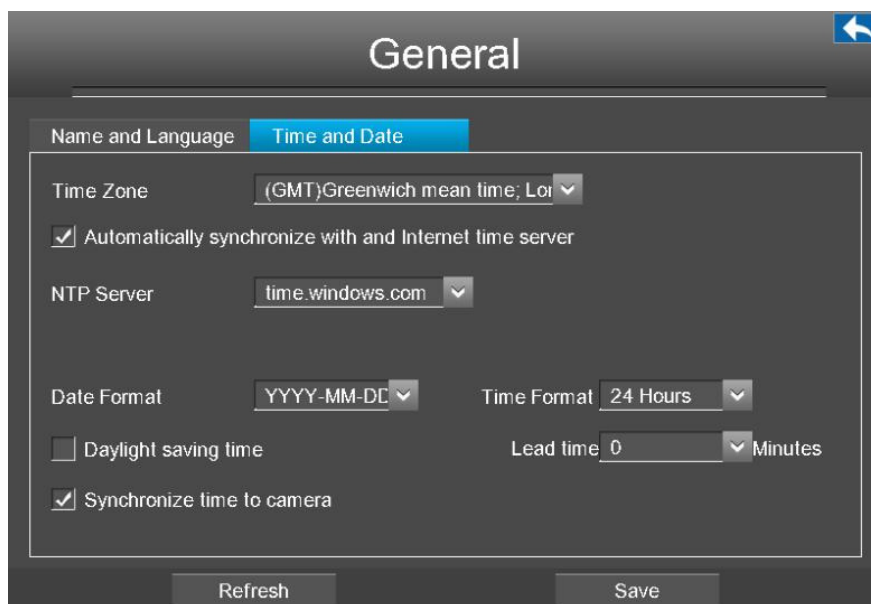 General
Name and Language Time and Date
Time Zone (GMT)Greenwich mean time; Lor
Automatically synchronize with and Internet time server
NTP Server time.windows.com
Date Format YYYY-MM-DD Time Format 24 Hours
Daylight saving time Lead time 0 Minutes
Synchronize time to camera
Refresh Save